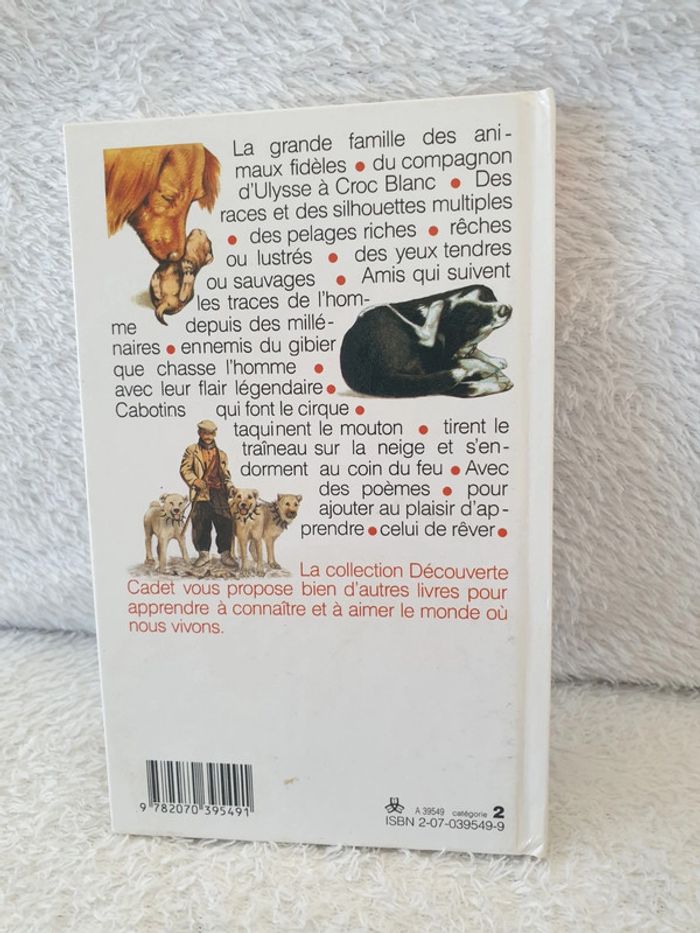 La grande famille des ani-
maux fidèles • du compagnon
d'Ulysse à Croc Blanc • Des
races et des silhouettes multiples
• des pelages riches • rêches
ou lustrés • des yeux tendres
ou sauvages • Amis qui suivent
les traces de l'hom-
me depuis des millé-
naires • ennemis du gibier
que chasse l'homme •
avec leur flair légendaire •
Cabotins qui font le cirque •
taquinent le mouton • tirent le
traîneau sur la neige et s'en-
dorment au coin du feu • Avec
des poèmes • pour
ajouter au plaisir d'ap-
prendre • celui de rêver •
La collection Découverte
Cadet vous propose bien d'autres livres pour
apprendre à connaître et à aimer le monde où
nous vivons.
9 782070 395491
A 39549 catégorie 2
ISBN 2-07-039549-9